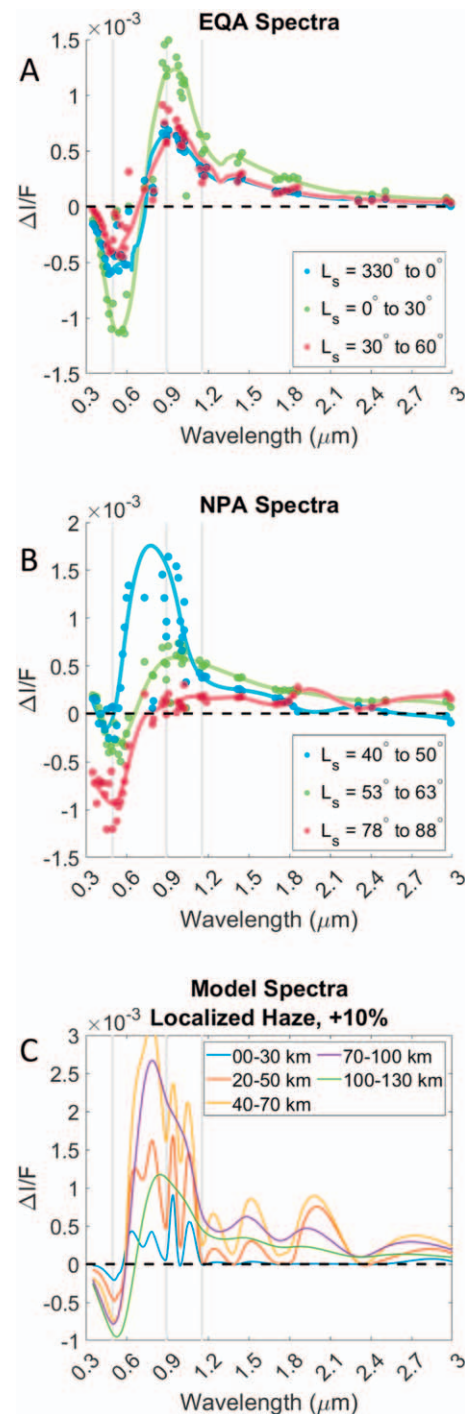 A
EQA Spectra
×10⁻³
1.5
1
0.5
0
-0.5
-1
-1.5
ΔI/F
L_s = 330° to 0°
L_s = 0° to 30°
L_s = 30° to 60°
0.3 0.6 0.9 1.2 1.5 1.8 2.1 2.4 2.7 3
Wavelength (μm)
B
NPA Spectra
×10⁻³
2
1.5
1
0.5
0
-0.5
-1
-1.5
ΔI/F
L_s = 40° to 50°
L_s = 53° to 63°
L_s = 78° to 88°
0.3 0.6 0.9 1.2 1.5 1.8 2.1 2.4 2.7 3
Wavelength (μm)
C
Model Spectra
Localized Haze, +10%
×10⁻³
3
2.5
2
1.5
1
0.5
0
-0.5
-1
ΔI/F
00-30 km 70-100 km
20-50 km 100-130 km
40-70 km
0.3 0.6 0.9 1.2 1.5 1.8 2.1 2.4 2.7 3
Wavelength (μm)